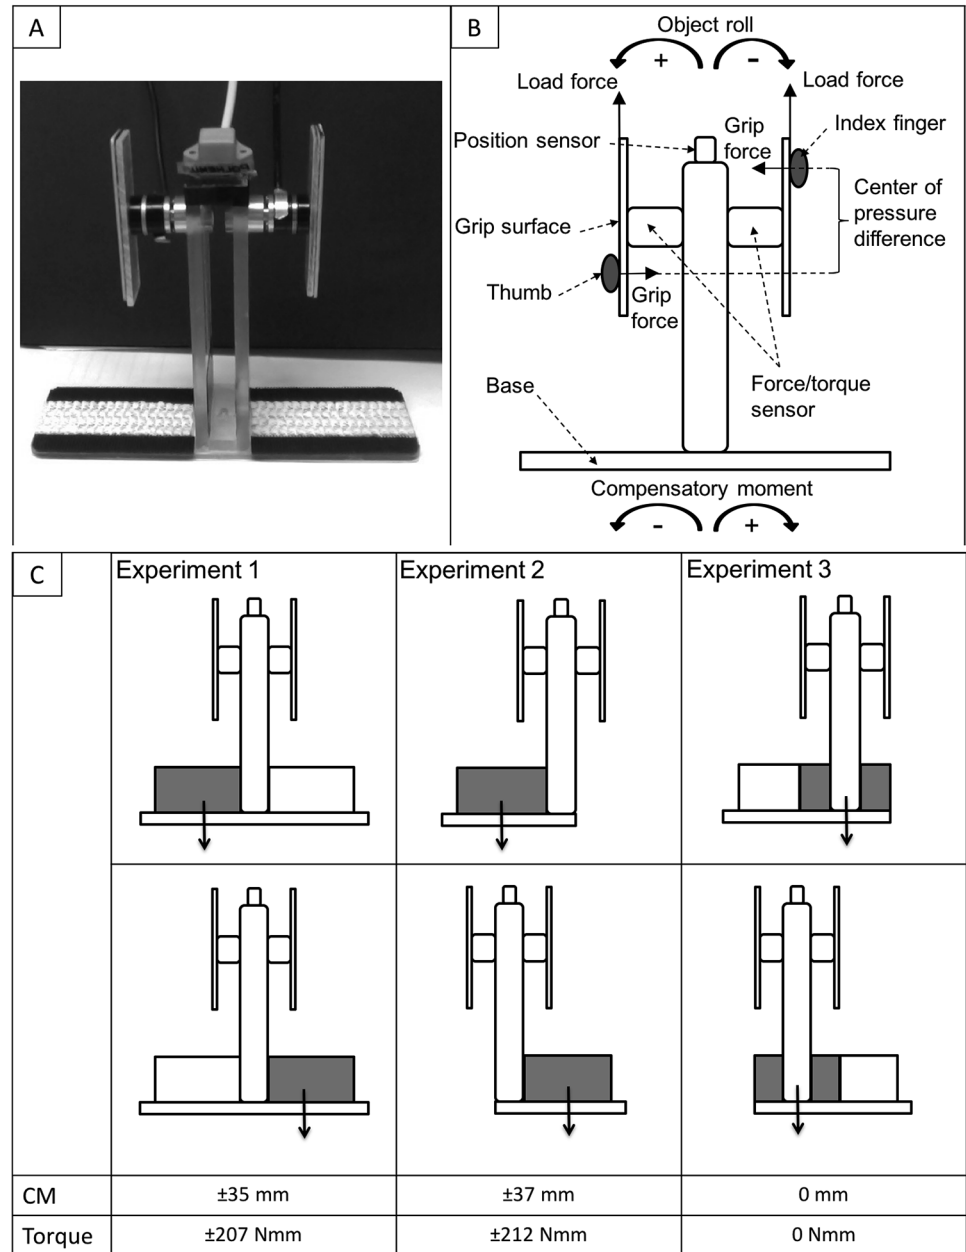 A
B
Object roll
+
-
Load force
Load force
Position sensor
Grip
force
Index finger
Center of
pressure
difference
Grip surface
Thumb
Grip
force
Base
Force/torque
sensor
Compensatory moment
-
+
C
Experiment 1
Experiment 2
Experiment 3
CM
±35 mm
±37 mm
0 mm
Torque
±207 Nmm
±212 Nmm
0 Nmm